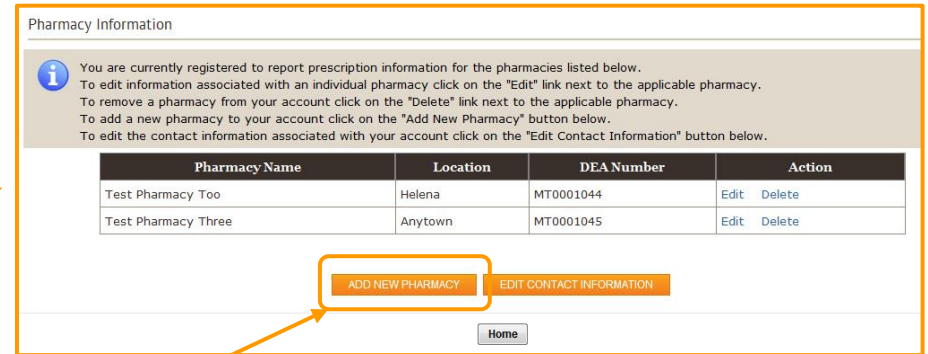 Pharmacy Information
You are currently registered to report prescription information for the pharmacies listed below.
To edit information associated with an individual pharmacy click on the "Edit" link next to the applicable pharmacy.
To remove a pharmacy from your account click on the "Delete" link next to the applicable pharmacy.
To add a new pharmacy to your account click on the "Add New Pharmacy" button below.
To edit the contact information associated with your account click on the "Edit Contact Information" button below.
Pharmacy Name Location DEA Number Action
Test Pharmacy Too Helena MT0001044 Edit Delete
Test Pharmacy Three Anytown MT0001045 Edit Delete
ADD NEW PHARMACY EDIT CONTACT INFORMATION
Home